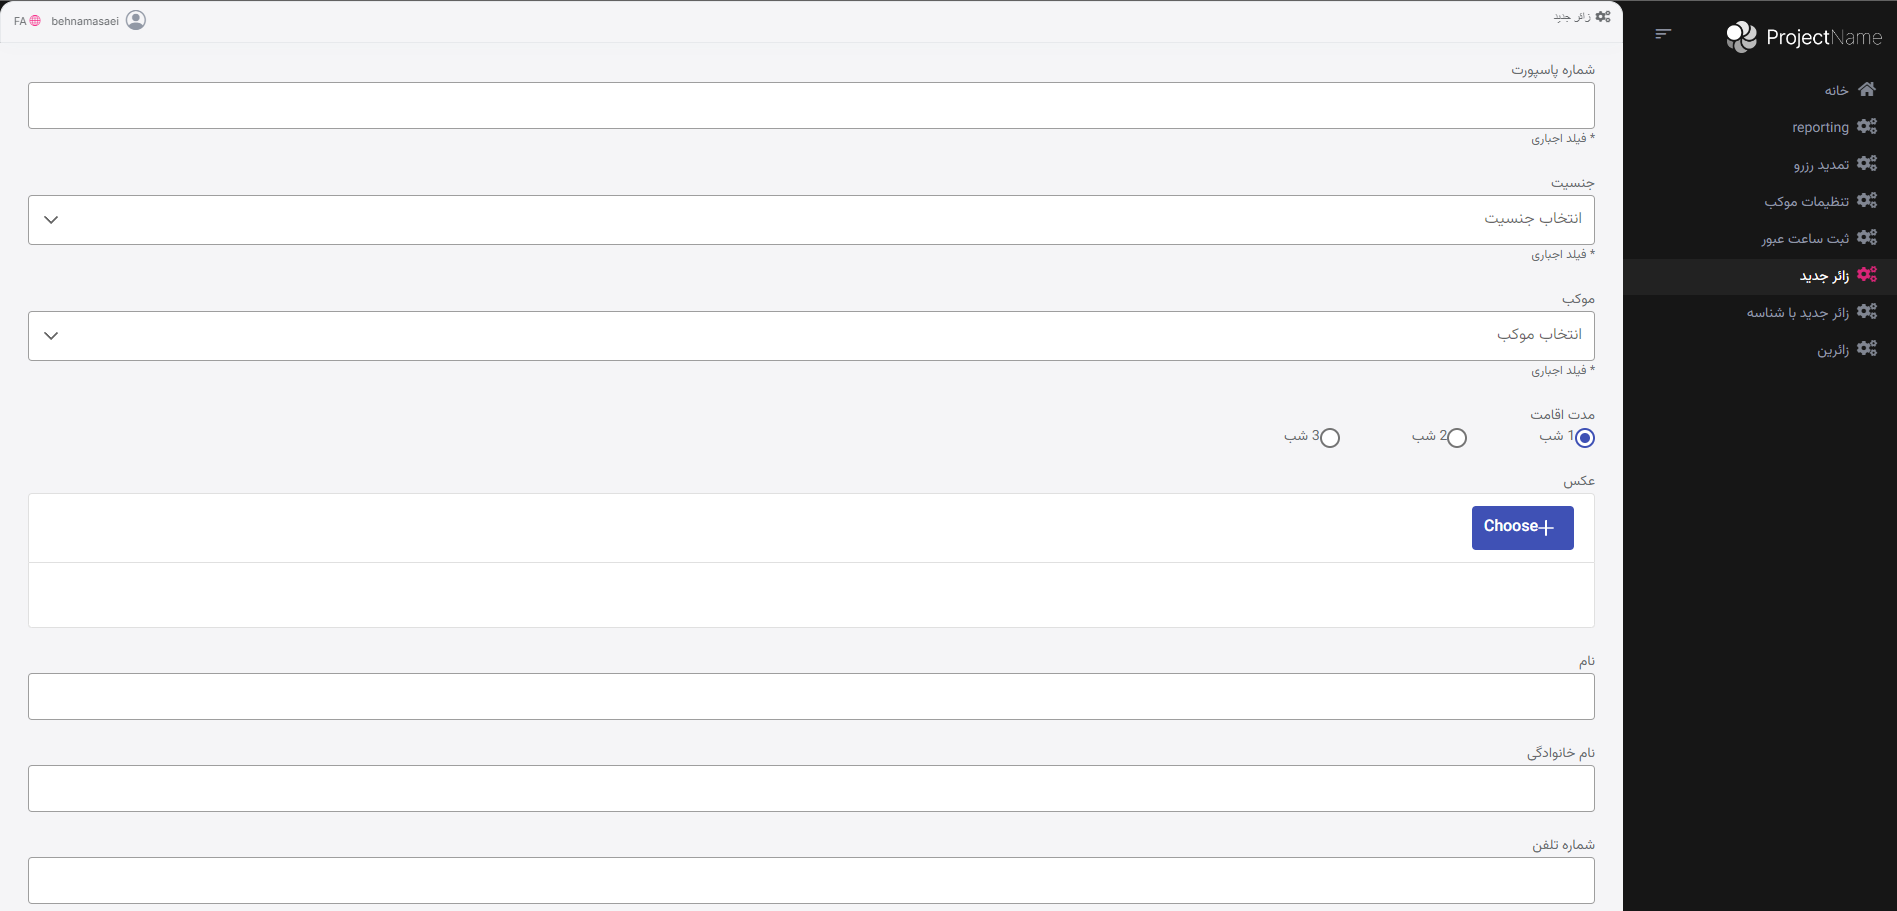 ProjectName
خانه
reporting
تمدید رزرو
تنظیمات موکب
ثبت ساعت عبور
زائر جدید
زائر جدید با شناسه
زائرین
زائر جدید
behnamasaei
FA
شماره پاسپورت
* فیلد اجباری
جنسیت
انتخاب جنسیت
* فیلد اجباری
موکب
انتخاب موکب
* فیلد اجباری
مدت اقامت
1 شب
2 شب
3 شب
عکس
Choose
نام
نام خانوادگی
شماره تلفن